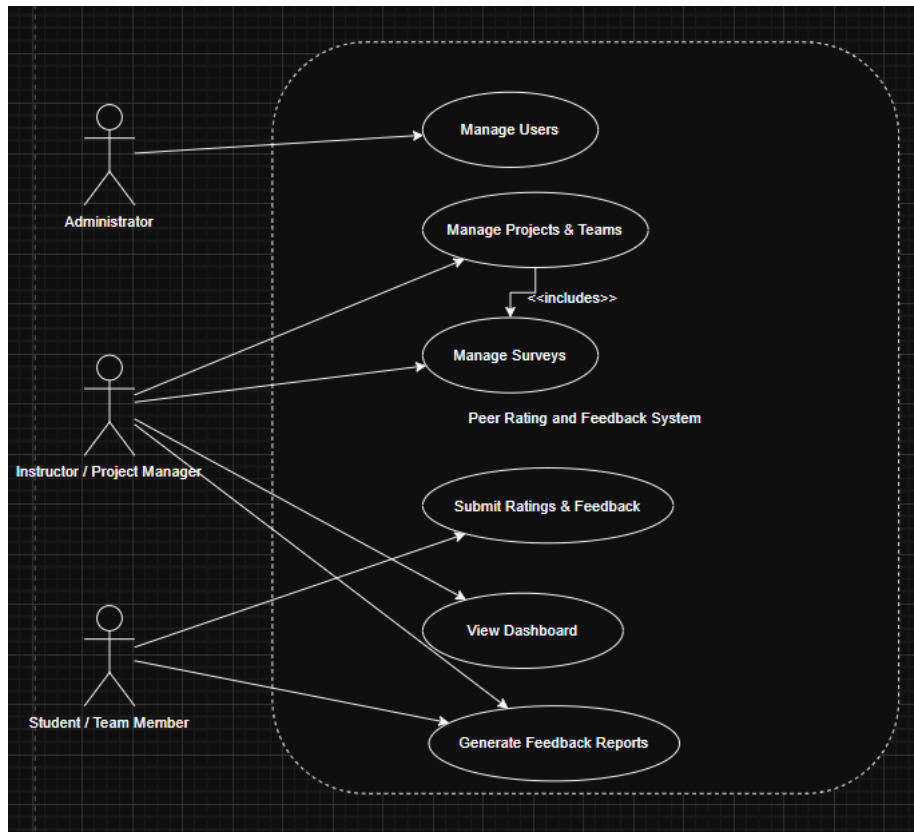 Manage Users
Administrator
Manage Projects & Teams
<<includes>>
Manage Surveys
Peer Rating and Feedback System
Instructor / Project Manager
Submit Ratings & Feedback
View Dashboard
Student / Team Member
Generate Feedback Reports